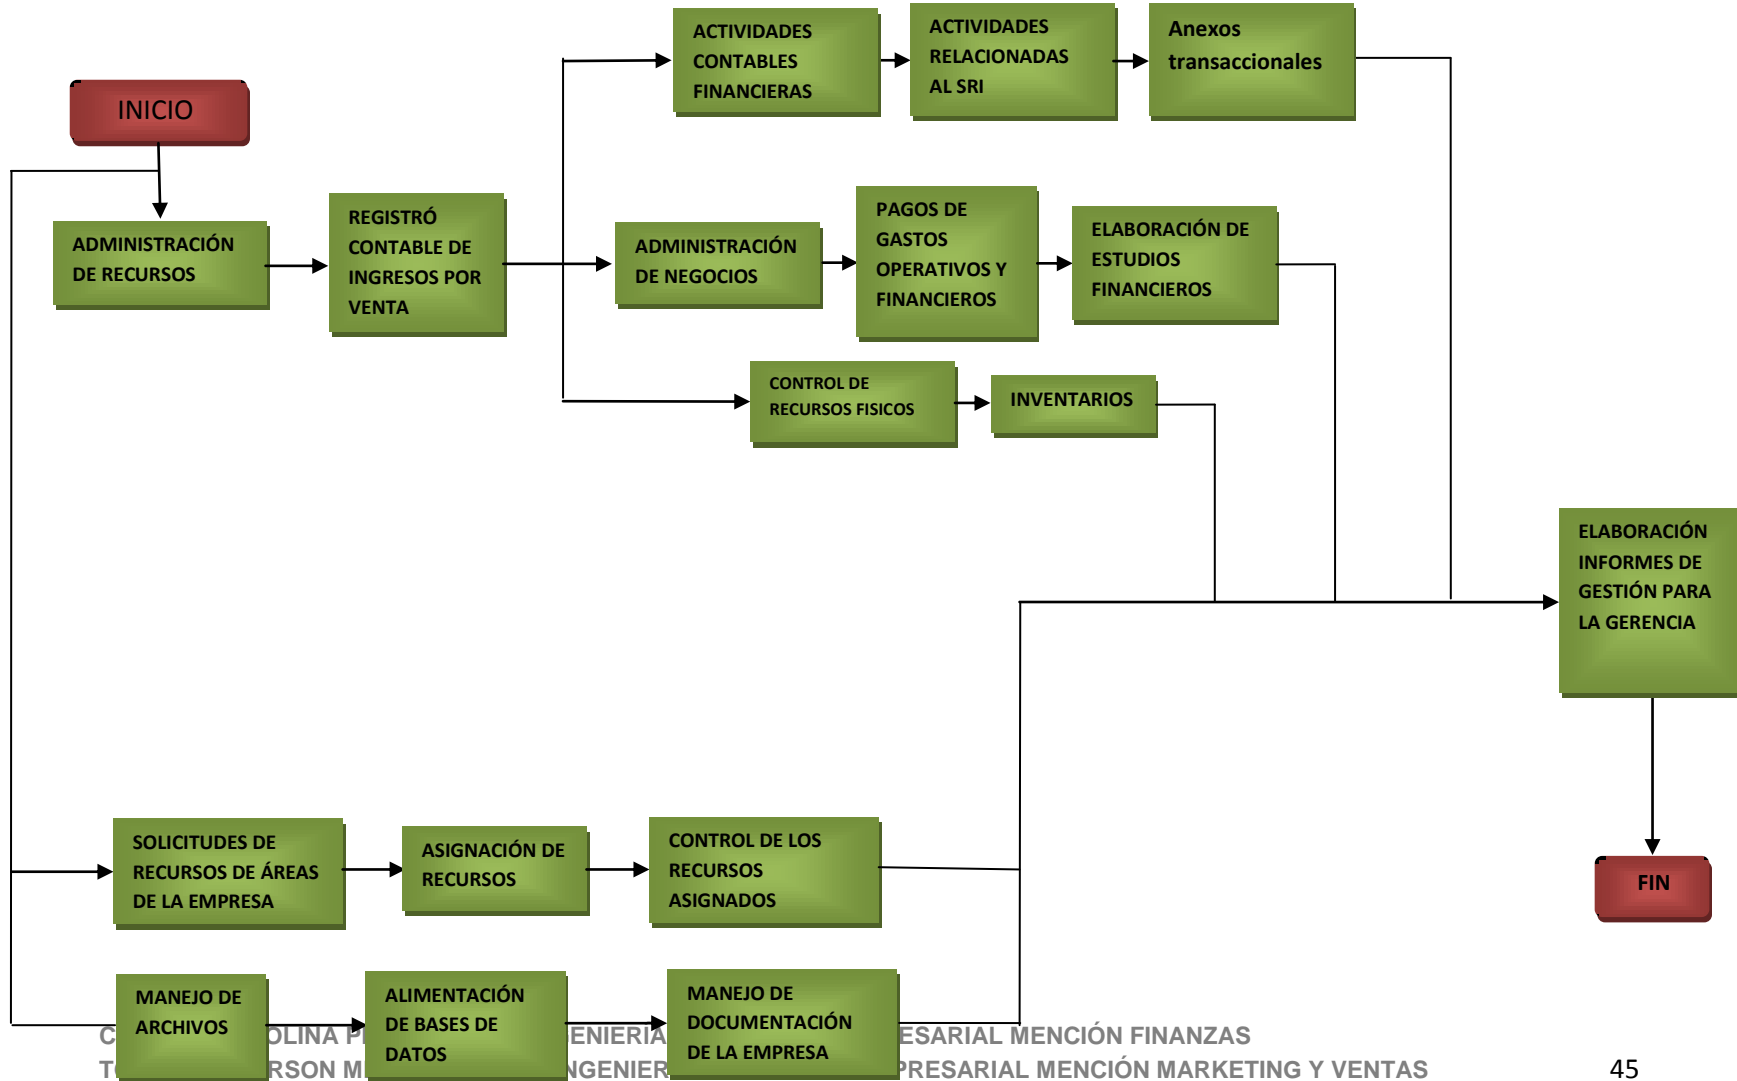 INICIO
ADMINISTRACIÓN
DE RECURSOS
REGISTRÓ
CONTABLE DE
INGRESOS POR
VENTA
ACTIVIDADES
CONTABLES
FINANCIERAS
ACTIVIDADES
RELACIONADAS
AL SRI
Anexos
transaccionales
ADMINISTRACIÓN
DE NEGOCIOS
PAGOS DE
GASTOS
OPERATIVOS Y
FINANCIEROS
ELABORACIÓN DE
ESTUDIOS
FINANCIEROS
CONTROL DE
RECURSOS FISICOS
INVENTARIOS
ELABORACIÓN
INFORMES DE
GESTIÓN PARA
LA GERENCIA
SOLICITUDES DE
RECURSOS DE ÁREAS
DE LA EMPRESA
ASIGNACIÓN DE
RECURSOS
CONTROL DE LOS
RECURSOS
ASIGNADOS
FIN
MANEJO DE
ARCHIVOS
ALIMENTACIÓN
DE BASES DE
DATOS
MANEJO DE
DOCUMENTACIÓN
DE LA EMPRESA
MENCIÓN FINANZAS
MENCIÓN MARKETING Y VENTAS
45